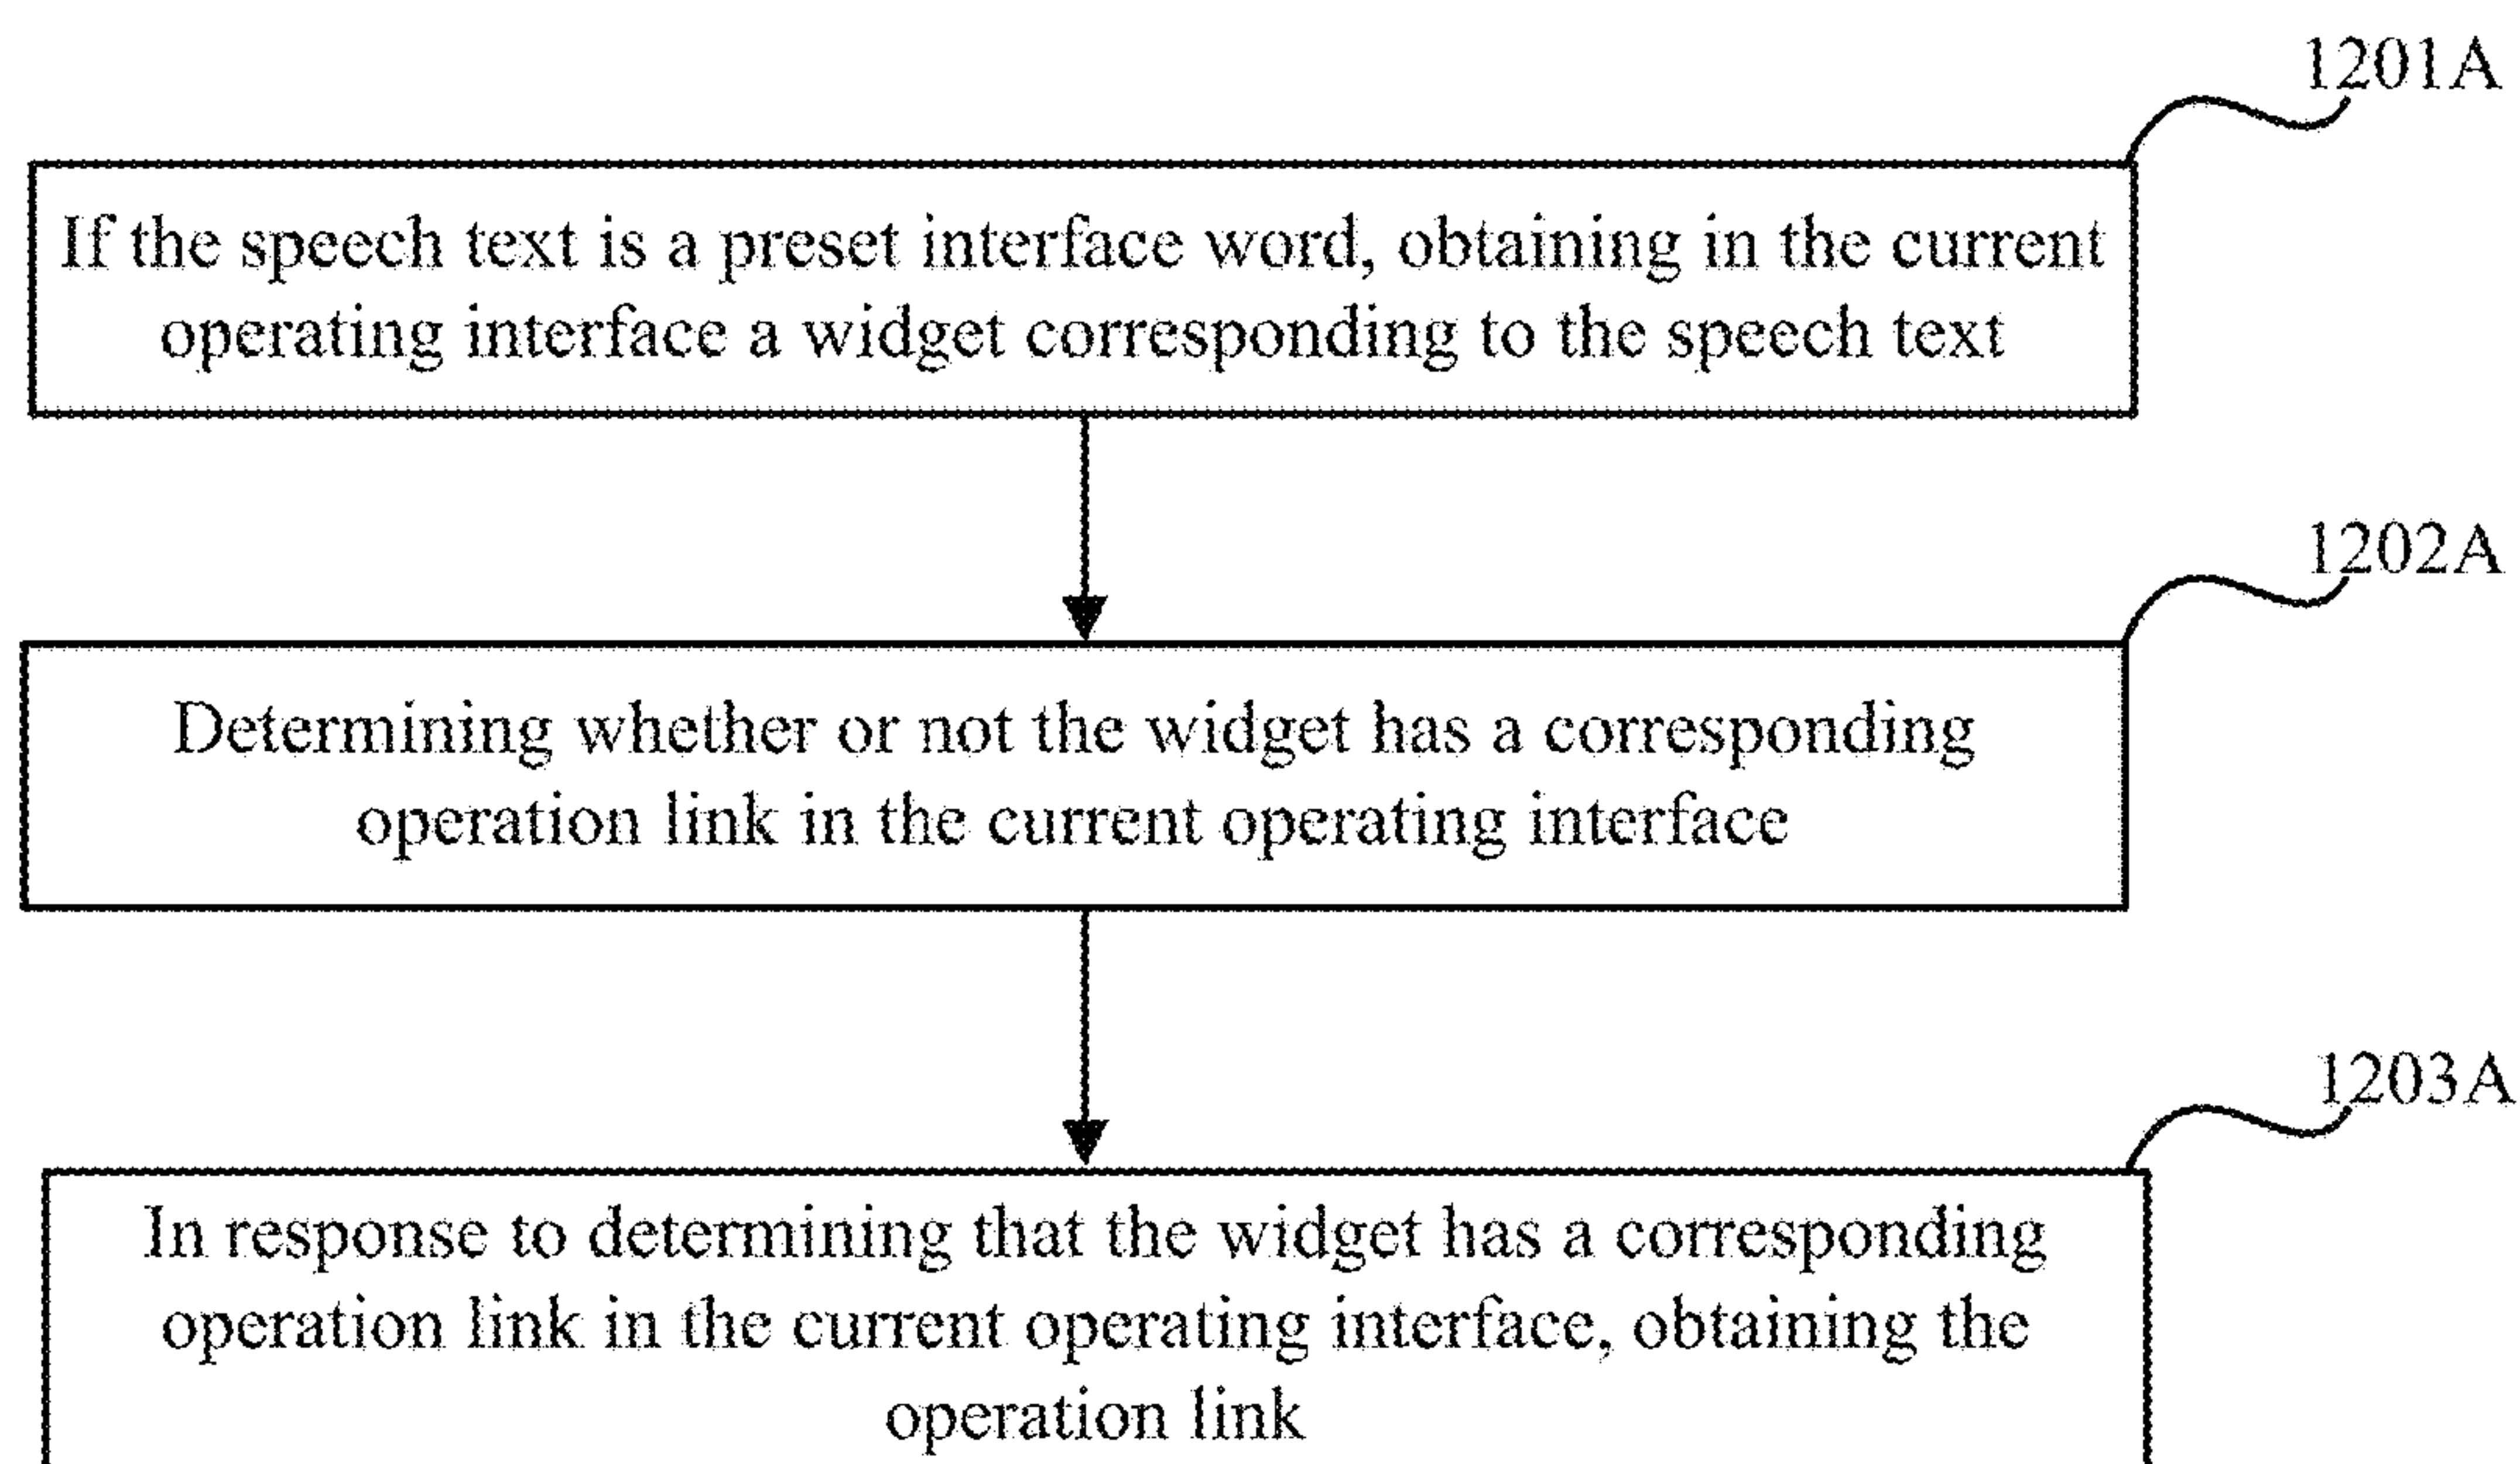 1201A
If the speech text is a preset interface word, obtaining in the current
operating interface a widget corresponding to the speech text
1202A
Determining whether or not the widget has a corresponding
operation link in the current operating interface
1203A
In response to determining that the widget has a corresponding
operation link in the current operating interface, obtaining the
operation link